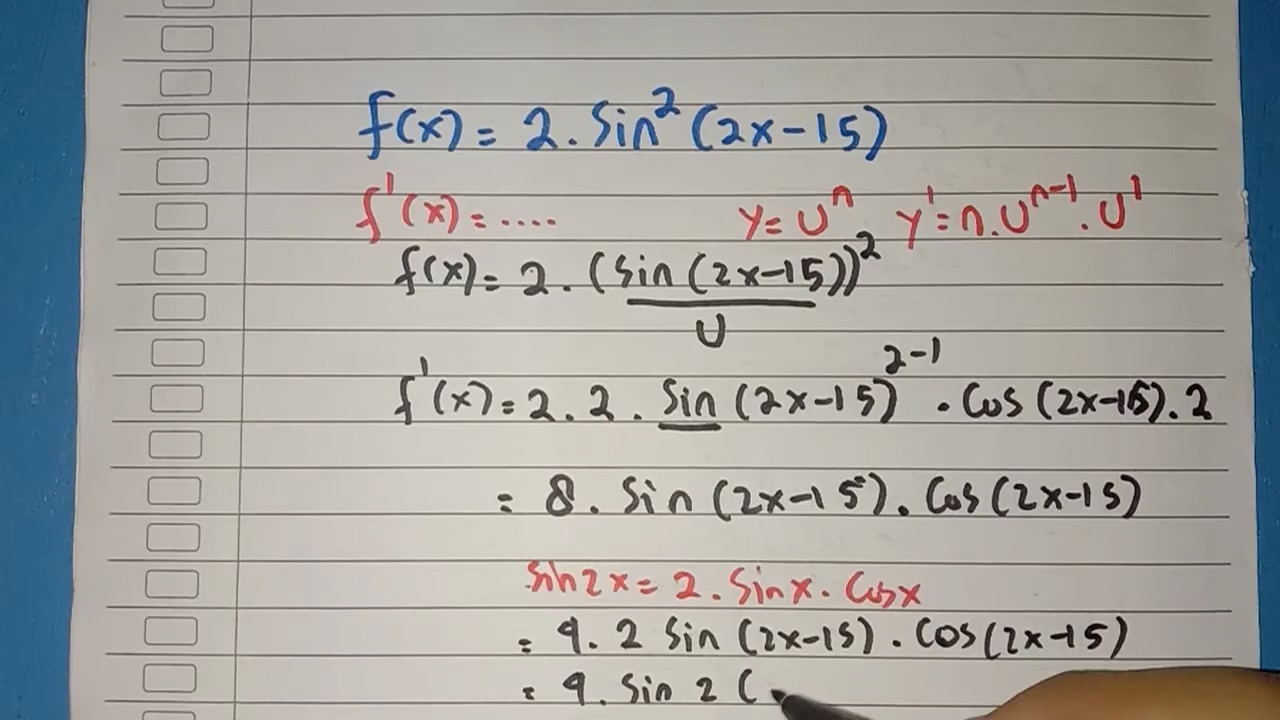 f(x) = 2 . Sin² (2x-15)
f'(x) = .... y = Uⁿ y' = n.Uⁿ⁻¹ . U'
f(x) = 2 . (Sin (2x-15))²
U
f'(x) = 2 . 2 . Sin (2x-15)²⁻¹ . Cos (2x-15) . 2
= 8 . Sin (2x-15) . Cos (2x-15)
Sin 2x = 2 . Sin x . Cos x
= 4 . 2 Sin (2x-15) . Cos (2x-15)
= 4 . Sin 2 (